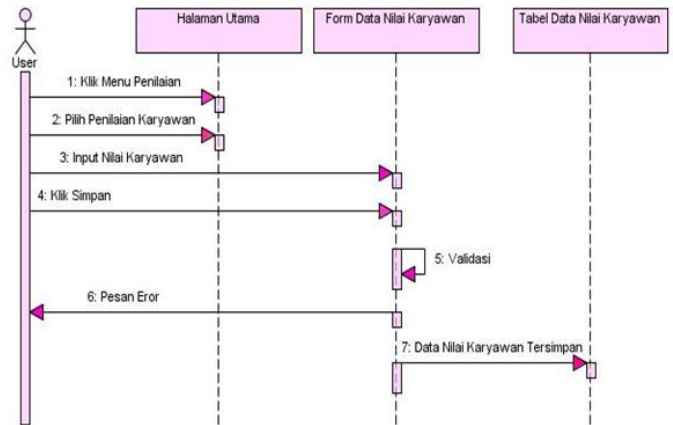 Halaman Utama
Form Data Nilai Karyawan
Tabel Data Nilai Karyawan
User
1: Klik Menu Penilaian
2: Pilih Penilaian Karyawan
3: Input Nilai Karyawan
4: Klik Simpan
5: Validasi
6: Pesan Eror
7: Data Nilai Karyawan Tersimpan